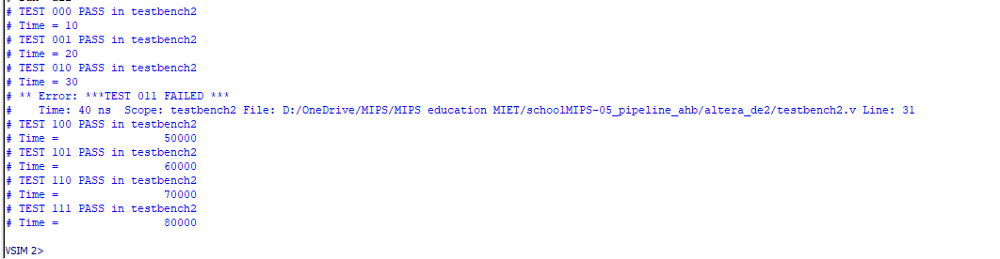 # TEST 000 PASS in testbench2
# Time = 10
# TEST 001 PASS in testbench2
# Time = 20
# TEST 010 PASS in testbench2
# Time = 30
# ** Error: ***TEST 011 FAILED ***
#    Time: 40 ns  Scope: testbench2 File: D:/OneDrive/MIPS/MIPS education MIET/schoolMIPS-05_pipeline_ahb/altera_de2/testbench2.v Line: 31
# TEST 100 PASS in testbench2
# Time =                50000
# TEST 101 PASS in testbench2
# Time =                60000
# TEST 110 PASS in testbench2
# Time =                70000
# TEST 111 PASS in testbench2
# Time =                80000
VSIM 2>